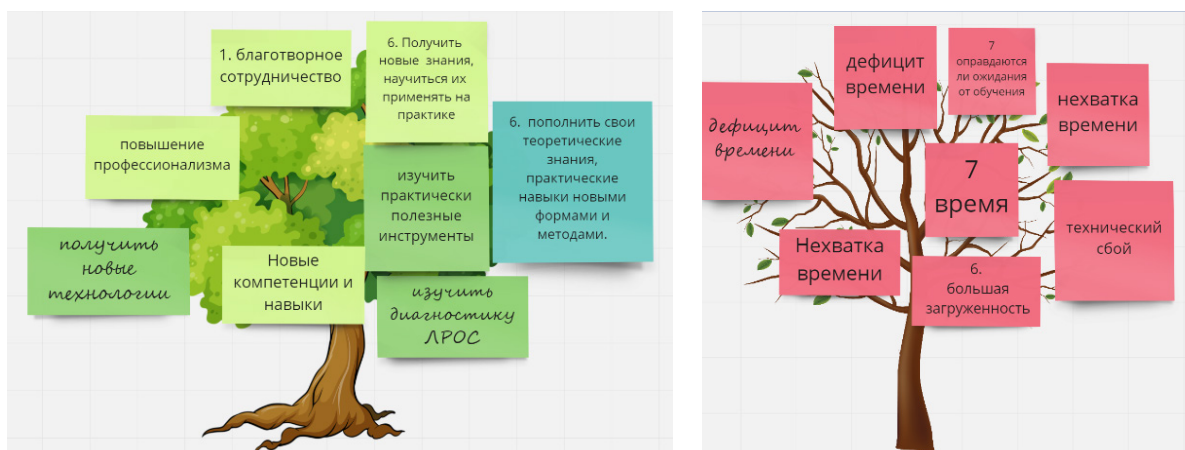 1. благотворное
сотрудничество
6. Получить
новые знания,
научиться их
применять на
практике
повышение
профессионализма
6. пополнить свои
теоретические
знания,
практические
навыки новыми
формами и
методами.
изучить
практически
полезные
инструменты
получить
новые
технологии
Новые
компетенции и
навыки
изучить
диагностику
ЛРОС
дефицит
времени
7
оправдаются
ли ожидания
от обучения
нехватка
времени
дефицит
времени
7
время
технический
сбой
Нехватка
времени
6.
большая
загруженность